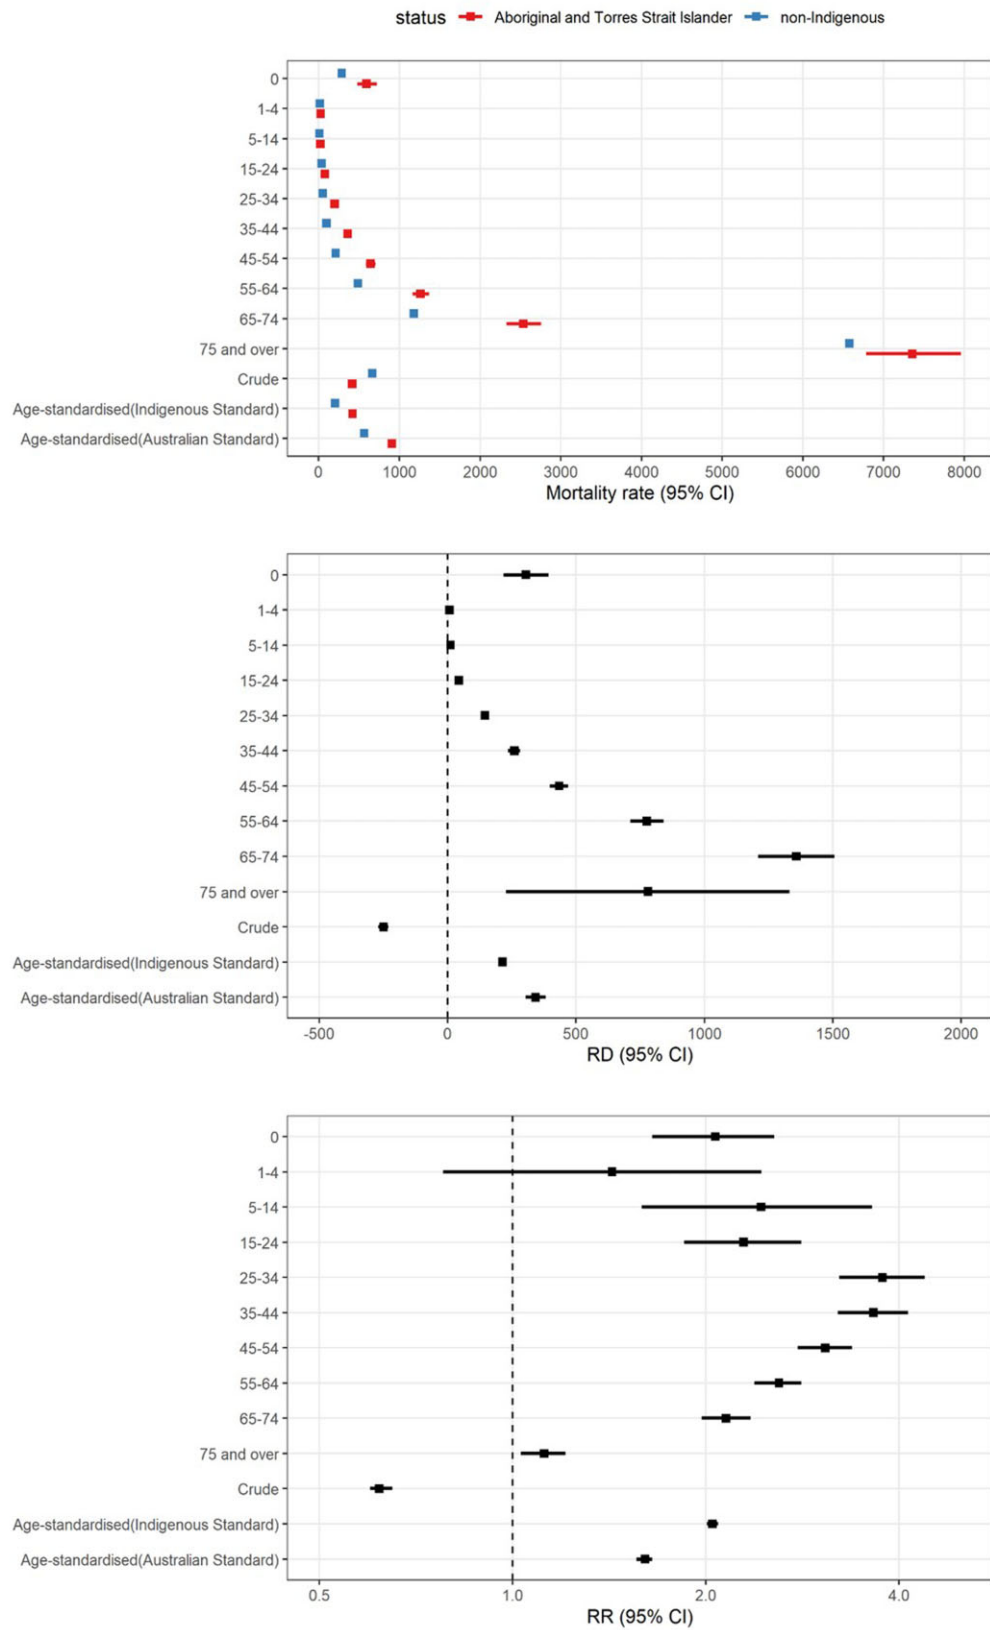 status Aboriginal and Torres Strait Islander non-Indigenous
0
1-4
5-14
15-24
25-34
35-44
45-54
55-64
65-74
75 and over
Crude
Age-standardised(Indigenous Standard)
Age-standardised(Australian Standard)
0 1000 2000 3000 4000 5000 6000 7000 8000
Mortality rate (95% CI)
0
1-4
5-14
15-24
25-34
35-44
45-54
55-64
65-74
75 and over
Crude
Age-standardised(Indigenous Standard)
Age-standardised(Australian Standard)
-500 0 500 1000 1500 2000
RD (95% CI)
0
1-4
5-14
15-24
25-34
35-44
45-54
55-64
65-74
75 and over
Crude
Age-standardised(Indigenous Standard)
Age-standardised(Australian Standard)
0.5 1.0 2.0 4.0
RR (95% CI)